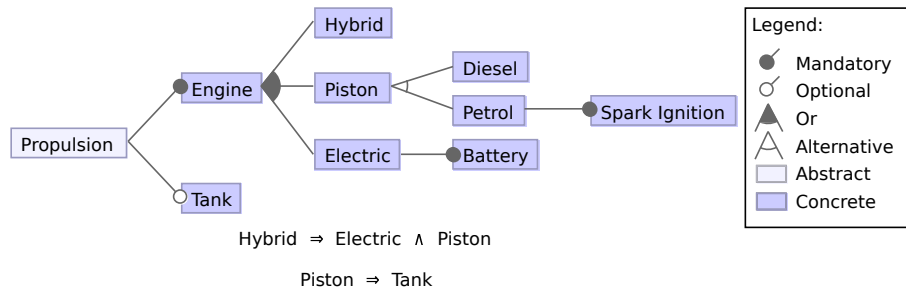 Hybrid
Engine
Piston
Diesel
Petrol
Spark Ignition
Propulsion
Electric
Battery
Tank
Hybrid ⇒ Electric ∧ Piston
Piston ⇒ Tank
Legend:
Mandatory
Optional
Or
Alternative
Abstract
Concrete